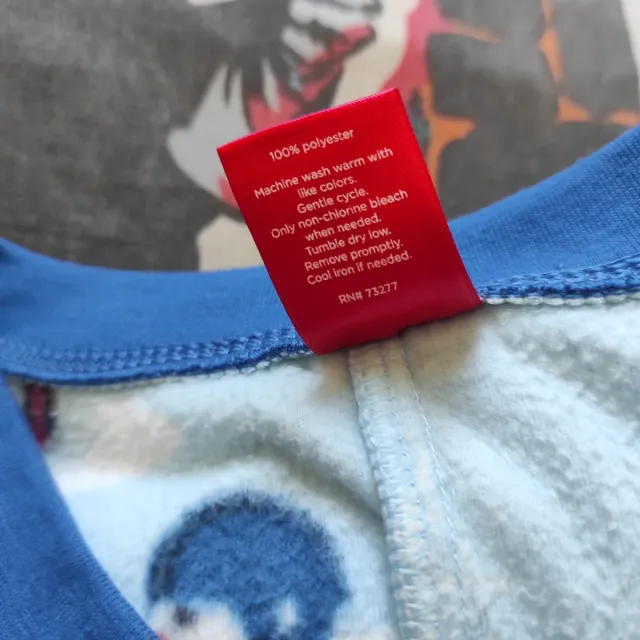 100% polyester
Machine wash warm with
like colors.
Gentle cycle.
Only non-chlorine bleach
when needed.
Tumble dry low.
Remove promptly.
Cool iron if needed.
RN# 73277